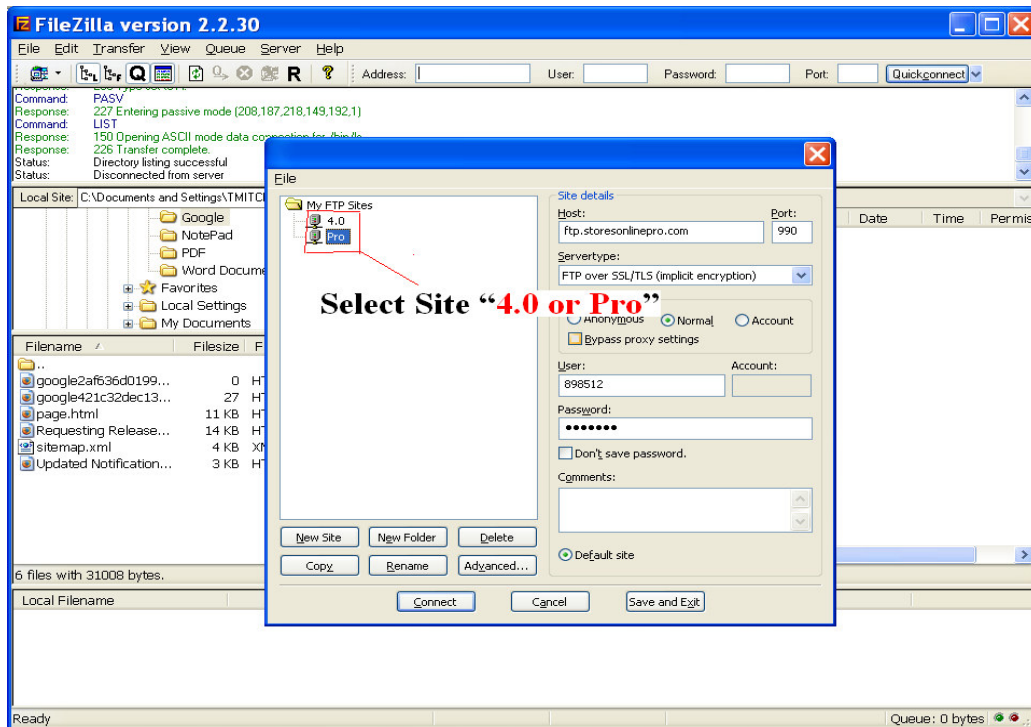 FileZilla version 2.2.30
File Edit Transfer View Queue Server Help
R ? Address: User: Password: Port: Quickconnect
Command: PASV
Response: 227 Entering passive mode (208,187,218,149,192,1)
Command: LIST
Response: 150 Opening ASCII mode data connection for /bin/ls
Response: 226 Transfer complete.
Status: Directory listing successful
Status: Disconnected from server
Local Site: C:\Documents and Settings\TMITC
Google
NotePad
PDF
Word Docume
Favorites
Local Settings
My Documents
Filename Filesize F
..
google2af636d0199... 0 HT
google421c32dec13... 27 HT
page.html 11 KB HT
Requesting Release... 14 KB HT
sitemap.xml 4 KB XM
Updated Notification... 3 KB HT
6 files with 31008 bytes.
Local Filename
Date Time Permis
File
My FTP Sites
4.0
Pro
Select Site “4.0 or Pro”
New Site New Folder Delete
Copy Rename Advanced...
Site details
Host: Port:
ftp.storesonlinepro.com 990
Servertype:
FTP over SSL/TLS (implicit encryption)
Anonymous Normal Account
Bypass proxy settings
User: Account:
898512
Password:
•••••••
Don't save password.
Comments:
Default site
Connect Cancel Save and Exit
Ready
Queue: 0 bytes